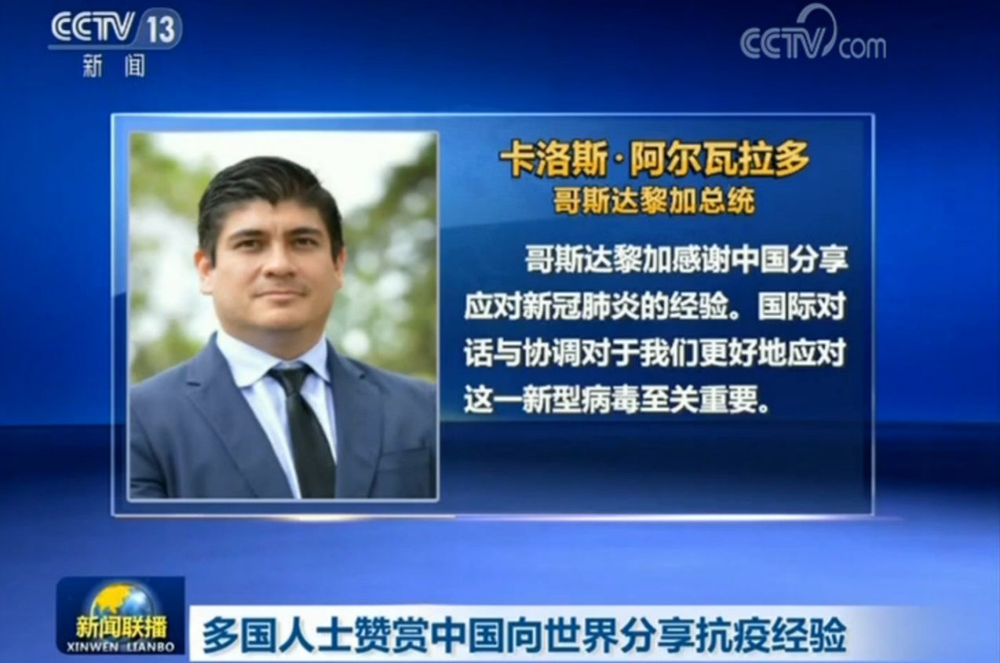 CCTV 13
新闻
CCTV.com
卡洛斯·阿尔瓦拉多
哥斯达黎加总统
哥斯达黎加感谢中国分享
应对新冠肺炎的经验。国际对
话与协调对于我们更好地应对
这一新型病毒至关重要。
新闻联播
XINWEN LIANBO
多国人士赞赏中国向世界分享抗疫经验